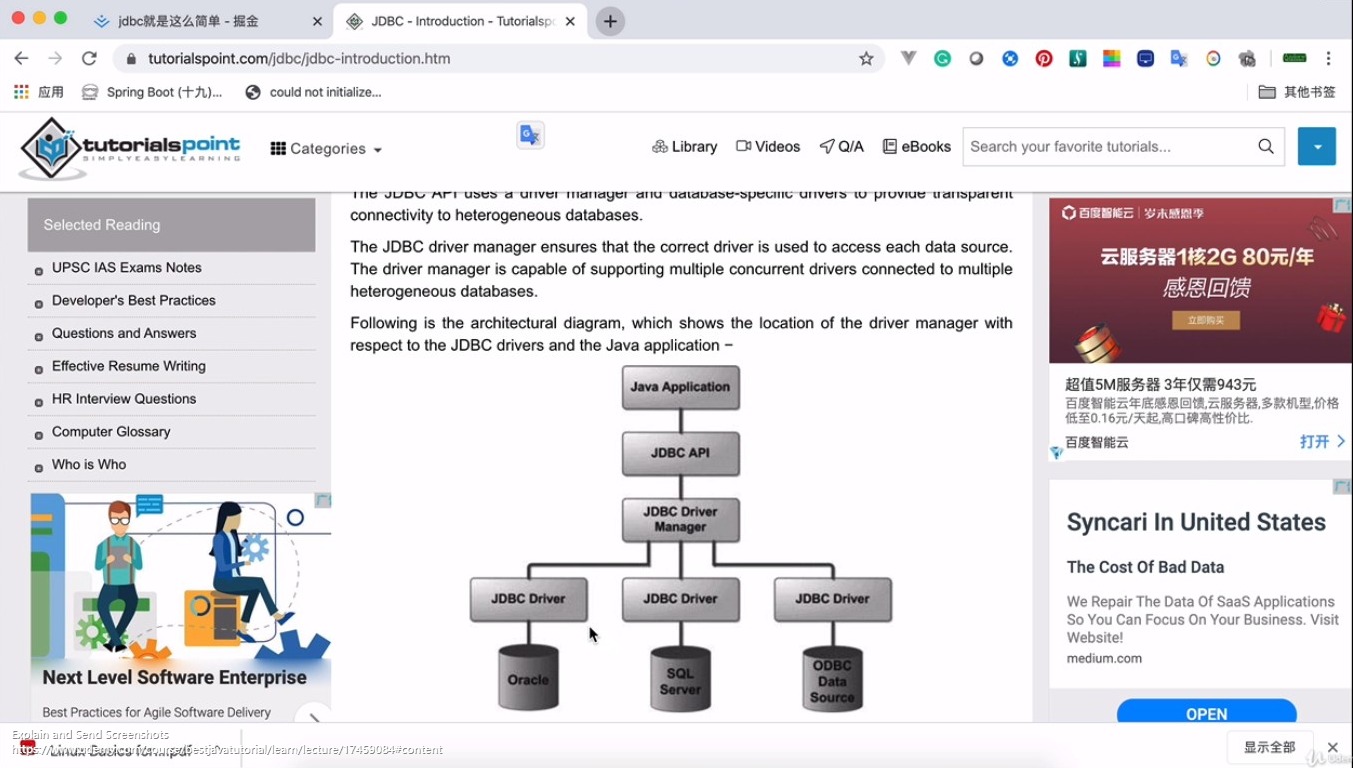 jdbc就是这么简单 - 掘金
JDBC - Introduction - Tutorialspo
tutorialspoint.com/jdbc/jdbc-introduction.htm
应用
Spring Boot (十九)...
could not initialize...
其他书签
tutorialspoint
SIMPLYEASYLEARNING
Categories
Library
Videos
Q/A
eBooks
Search your favorite tutorials...
Selected Reading
UPSC IAS Exams Notes
Developer's Best Practices
Questions and Answers
Effective Resume Writing
HR Interview Questions
Computer Glossary
Who is Who
Next Level Software Enterprise
Best Practices for Agile Software Delivery
The JDBC API uses a driver manager and database-specific drivers to provide transparent
connectivity to heterogeneous databases.
The JDBC driver manager ensures that the correct driver is used to access each data source.
The driver manager is capable of supporting multiple concurrent drivers connected to multiple
heterogeneous databases.
Following is the architectural diagram, which shows the location of the driver manager with
respect to the JDBC drivers and the Java application −
Java Application
JDBC API
JDBC Driver
Manager
JDBC Driver
JDBC Driver
JDBC Driver
Oracle
SQL
Server
ODBC
Data
Source
百度智能云 | 岁末感恩季
云服务器1核2G 80元/年
感恩回馈
立即购买
超值5M服务器 3年仅需943元
百度智能云年底感恩回馈,云服务器,多款机型,价格
低至0.16元/天起,高口碑高性价比.
百度智能云
打开
Syncari In United States
The Cost Of Bad Data
We Repair The Data Of SaaS Applications
So You Can Focus On Your Business. Visit
Website!
medium.com
OPEN
Explain and Send Screenshots
https://www.udemy.com/course/bestjavatutorial/learn/lecture/17459084#content
显示全部